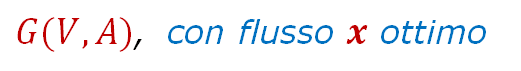 G(V,A), con flusso x ottimo